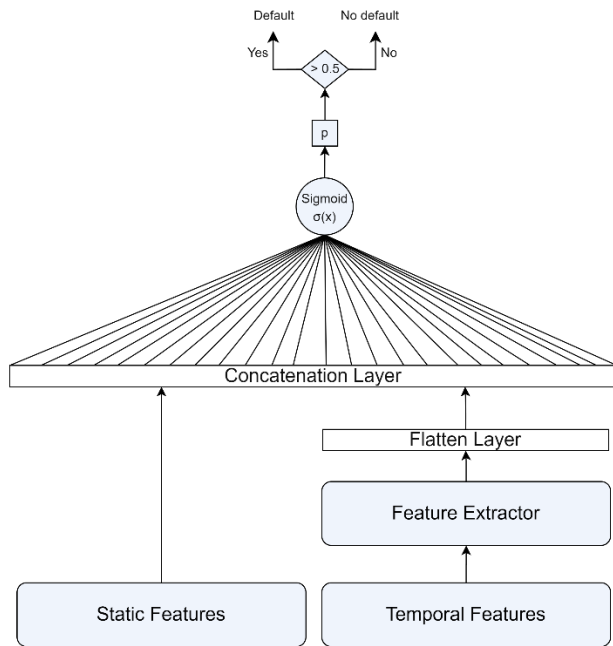 Default
No default
Yes
> 0.5
No
p
Sigmoid
σ(x)
Concatenation Layer
Flatten Layer
Feature Extractor
Static Features
Temporal Features